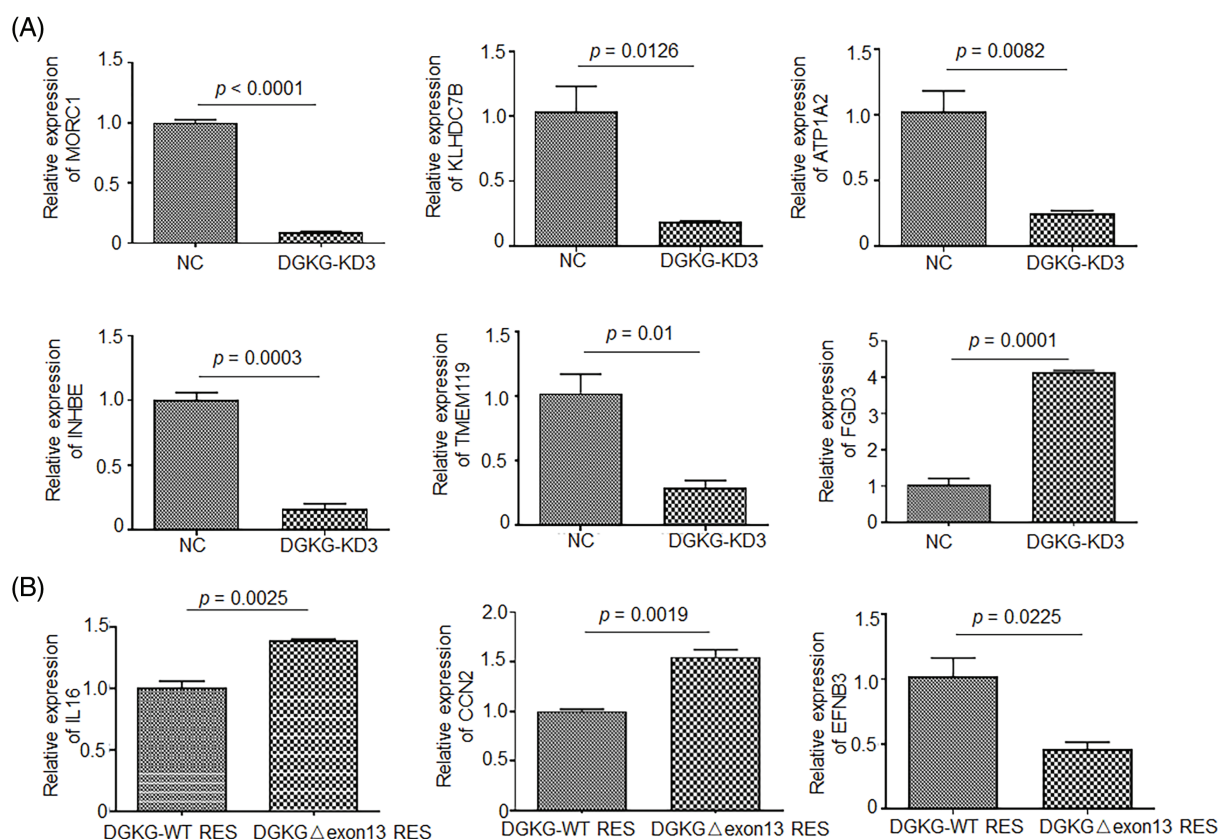 (A)
Relative expression
of MORC1
1.5
1.0
0.5
0
p < 0.0001
NC
DGKG-KD3
Relative expression
of KLHDC7B
1.5
1.0
0.5
0
p = 0.0126
NC
DGKG-KD3
Relative expression
of ATP1A2
1.5
1.0
0.5
0
p = 0.0082
NC
DGKG-KD3
Relative expression
of INHBE
1.5
1.0
0.5
0
p = 0.0003
NC
DGKG-KD3
Relative expression
of TMEM119
1.5
1.0
0.5
0
p = 0.01
NC
DGKG-KD3
Relative expression
of FGD3
5
4
3
2
1
0
p = 0.0001
NC
DGKG-KD3
(B)
Relative expression
of IL16
1.5
1.0
0.5
0
p = 0.0025
DGKG-WT RES
DGKG△exon13 RES
Relative expression
of CCN2
2.0
1.5
1.0
0.5
0
p = 0.0019
DGKG-WT RES
DGKG△exon13 RES
Relative expression
of EFNB3
1.5
1.0
0.5
0
p = 0.0225
DGKG-WT RES
DGKG△exon13 RES